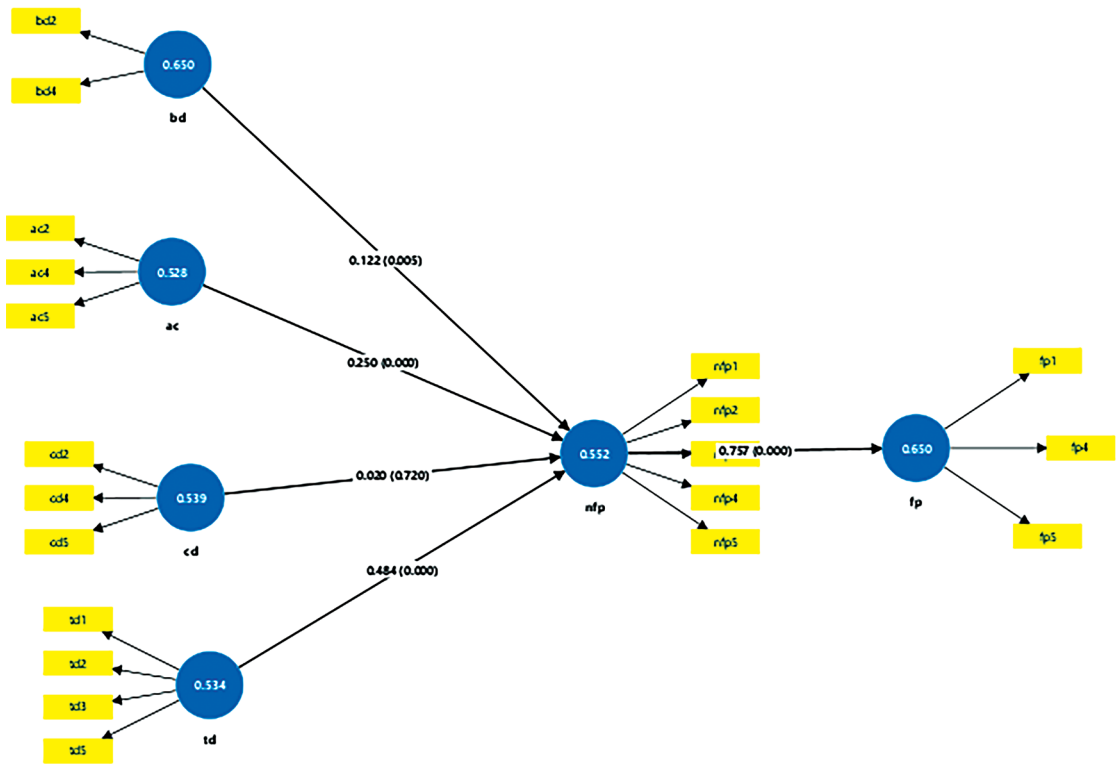 bd2
bd4
0.650
bd
ac2
ac4
ac5
0.528
ac
0.122 (0.005)
0.250 (0.000)
cd2
cd4
cd5
0.539
cd
0.020 (0.720)
0.484 (0.000)
td1
td2
td3
td5
0.534
td
0.552
nfp
nfp1
nfp2
nfp4
nfp5
0.757 (0.000)
0.650
fp
fp1
fp4
fp5